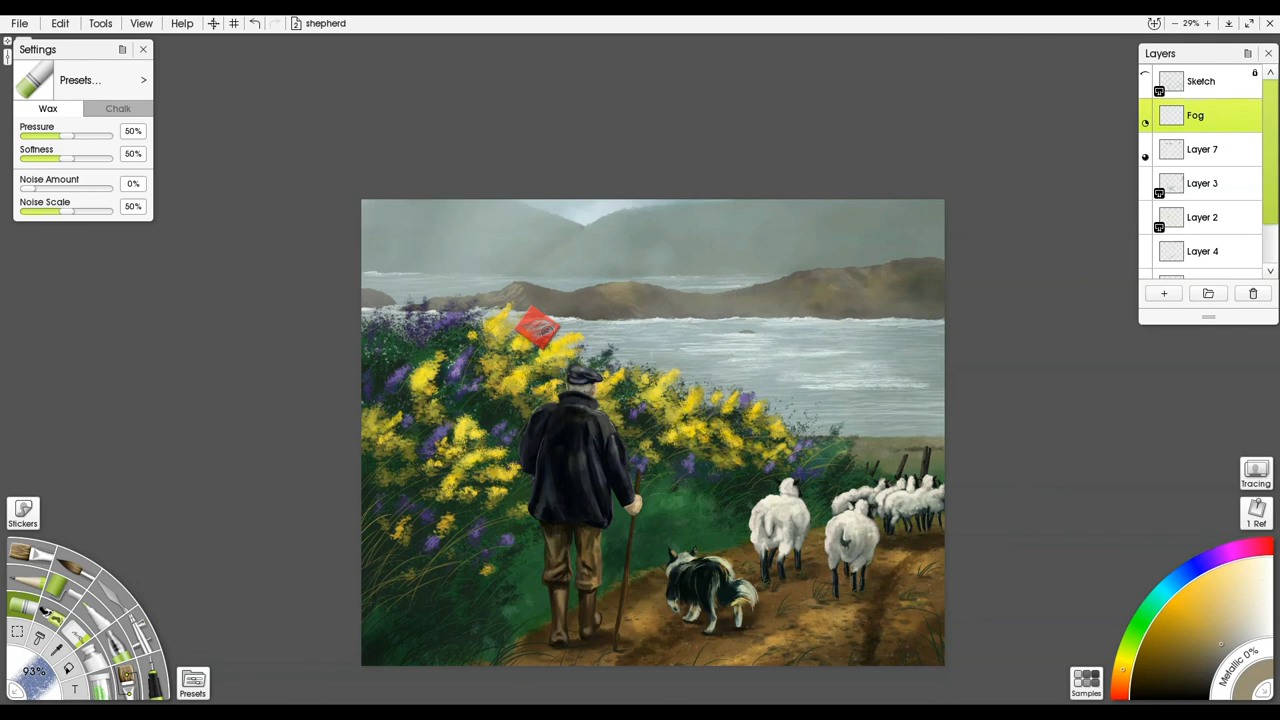 File Edit Tools View Help shepherd 29%
Settings
Presets...
Wax Chalk
Pressure 50%
Softness 50%
Noise Amount 0%
Noise Scale 50%
Layers
Sketch
Fog
Layer 7
Layer 3
Layer 2
Layer 4
Stickers
93%
T
Presets
Tracing
1 Ref
Samples
Metallic 0%